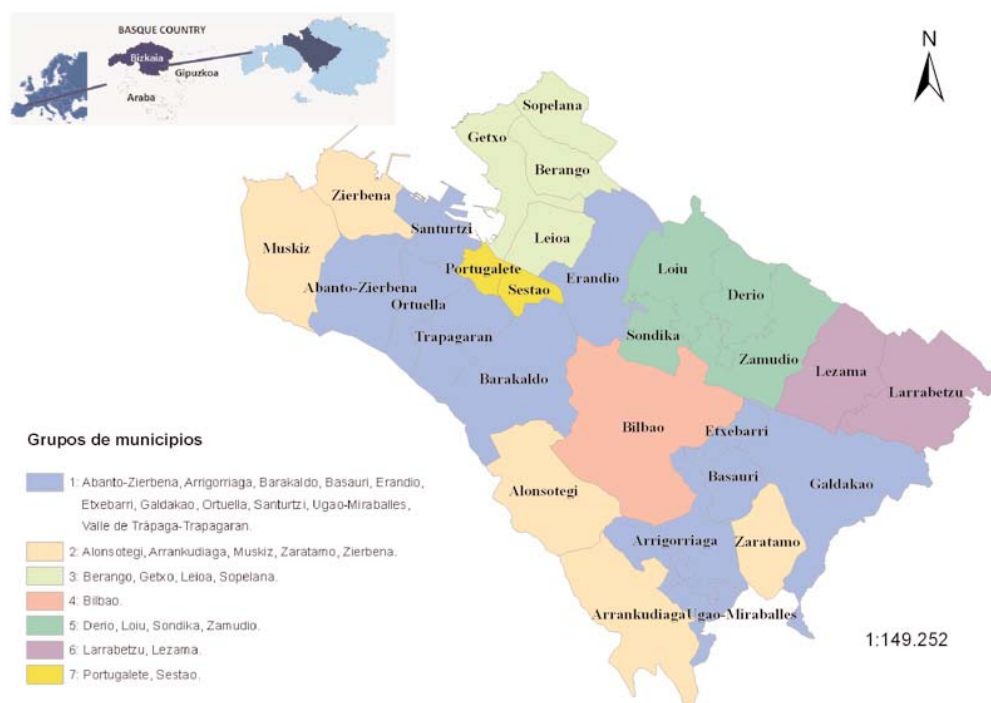 BASQUE COUNTRY
Bizkaia
Gipuzkoa
Araba
N
Sopelana
Getxo
Berango
Zierbena
Santurtzi
Leioa
Muskiz
Portugalete
Erandio
Loiu
Abanto-Zierbena
Sestao
Derio
Ortuella
Trapagaran
Sondika
Zamudio
Lezama
Barakaldo
Larrabetzu
Bilbao
Etxebarri
Basauri
Galdakao
Alonsotegi
Arrigorriaga
Zaratamo
Arrankudiaga
Ugao-Miraballes
1:149.252
Grupos de municipios
1: Abanto-Zierbena, Arrigorriaga, Barakaldo, Basauri, Erandio,
Etxebarri, Galdakao, Ortuella, Santurtzi, Ugao-Miraballes,
Valle de Trápaga-Trapagaran.
2: Alonsotegi, Arrankudiaga, Muskiz, Zaratamo, Zierbena.
3: Berango, Getxo, Leioa, Sopelana.
4: Bilbao.
5: Derio, Loiu, Sondika, Zamudio.
6: Larrabetzu, Lezama.
7: Portugalete, Sestao.